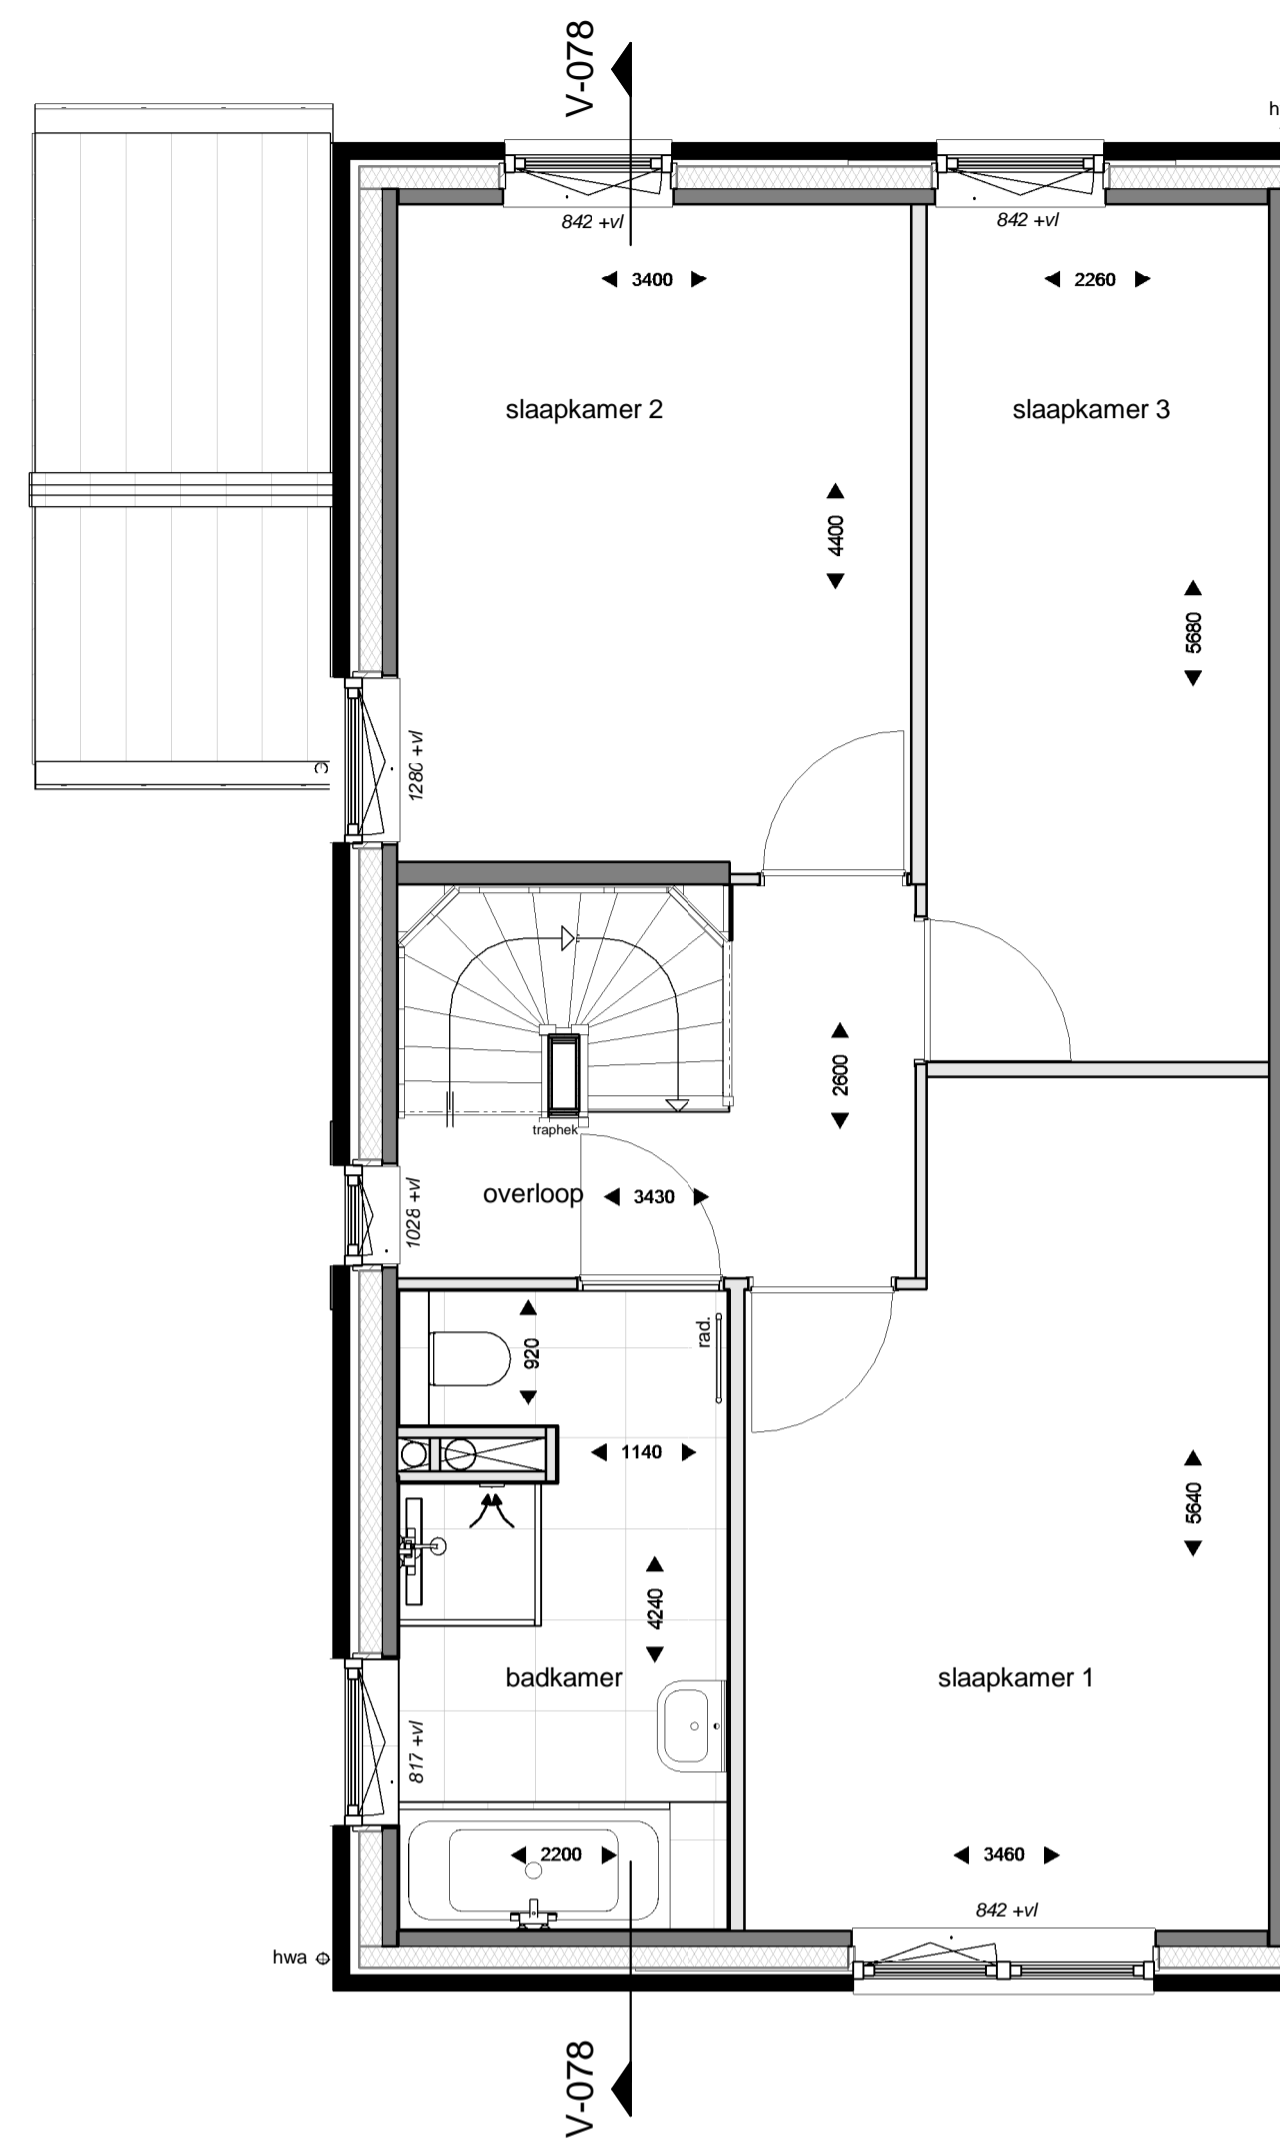 V-078
h
842 +vl
842 +vl
3400
2260
slaapkamer 2
slaapkamer 3
4400
5680
1280 +vl
2600
traphek
overloop
3430
1028 +vl
920
rad.
1140
5640
4240
badkamer
slaapkamer 1
817 +vl
2200
3460
842 +vl
hwa
V-078